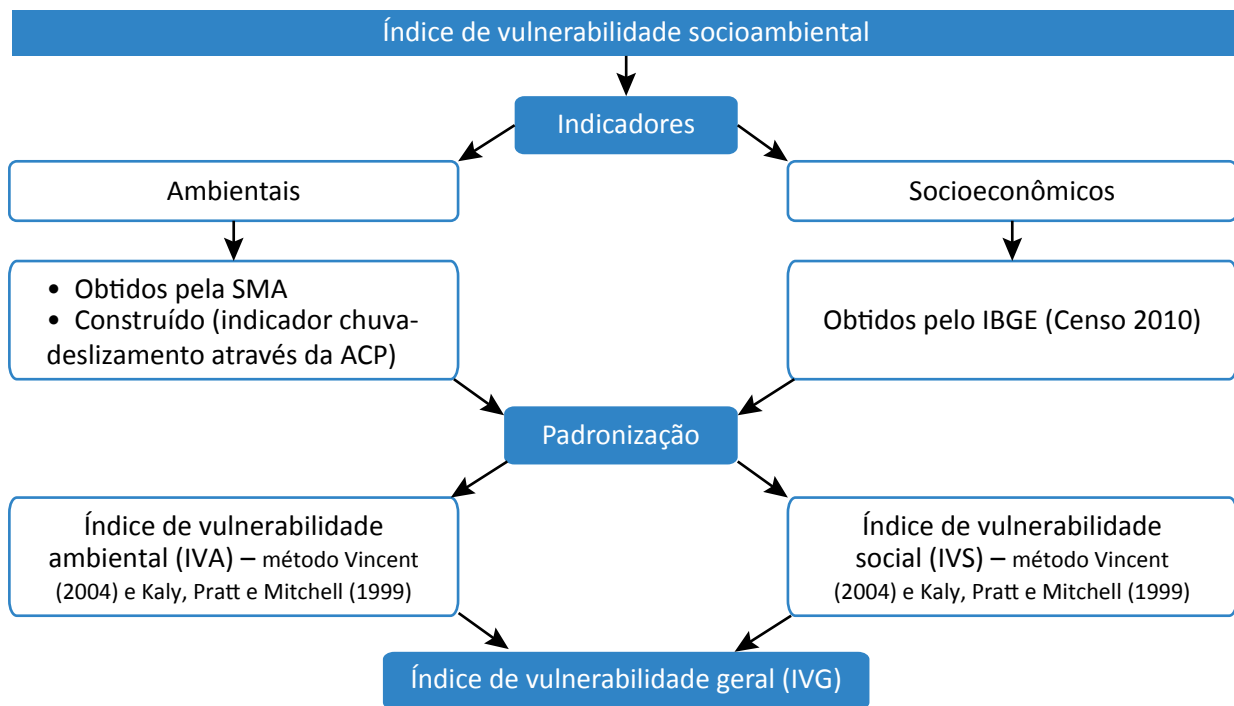 Índice de vulnerabilidade socioambiental
Indicadores
Ambientais
Socioeconômicos
• Obtidos pela SMA
• Construído (indicador chuva-
deslizamento através da ACP)
Obtidos pelo IBGE (Censo 2010)
Padronização
Índice de vulnerabilidade
ambiental (IVA) – método Vincent
(2004) e Kaly, Pratt e Mitchell (1999)
Índice de vulnerabilidade
social (IVS) – método Vincent
(2004) e Kaly, Pratt e Mitchell (1999)
Índice de vulnerabilidade geral (IVG)